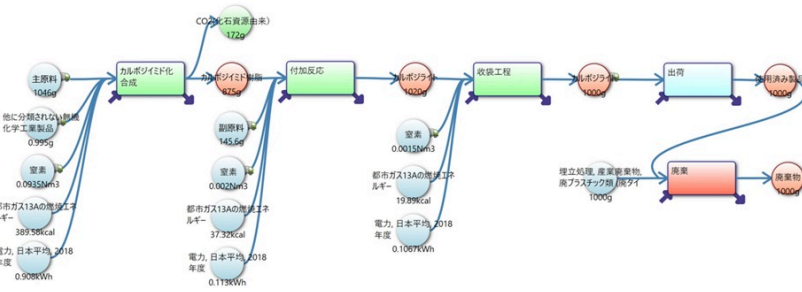 CO2(化石資源由来)
172g
主原料
1046g
カルボジイミド化
合成
カルボジイミド樹脂
875g
付加反応
カルボジライト
1020g
収袋工程
カルボジライト
1000g
出荷
用済み製品
1000g
他に分類されない無機
化学工業製品
0.995g
窒素
0.0935Nm3
都市ガス13Aの燃焼エネ
ルギー
389.58kcal
電力, 日本平均, 2018
年度
0.908kWh
副原料
145.6g
窒素
0.002Nm3
都市ガス13Aの燃焼エネ
ルギー
37.32kcal
電力, 日本平均, 2018
年度
0.113kWh
窒素
0.0015Nm3
都市ガス13Aの燃焼エネ
ルギー
19.89kcal
電力, 日本平均, 2018
年度
0.1067kWh
埋立処理, 産業廃棄物,
廃プラスチック類 廃タイ
1000g
廃棄
廃棄物
1000g